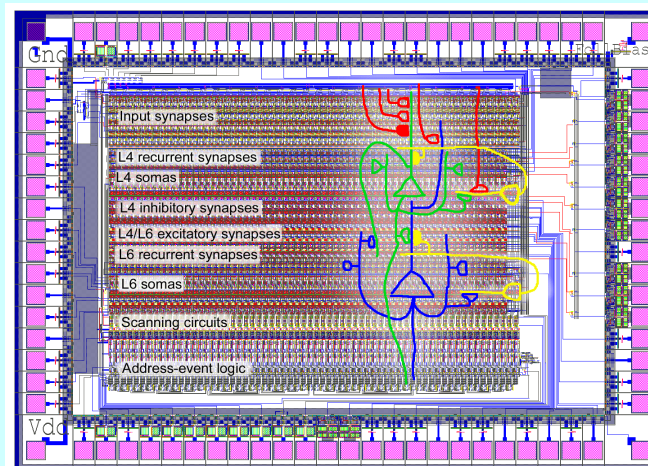 Gnd
FollBias
Input synapses
L4 recurrent synapses
L4 somas
L4 inhibitory synapses
L4/L6 excitatory synapses
L6 recurrent synapses
L6 somas
Scanning circuits
Address-event logic
Vdd